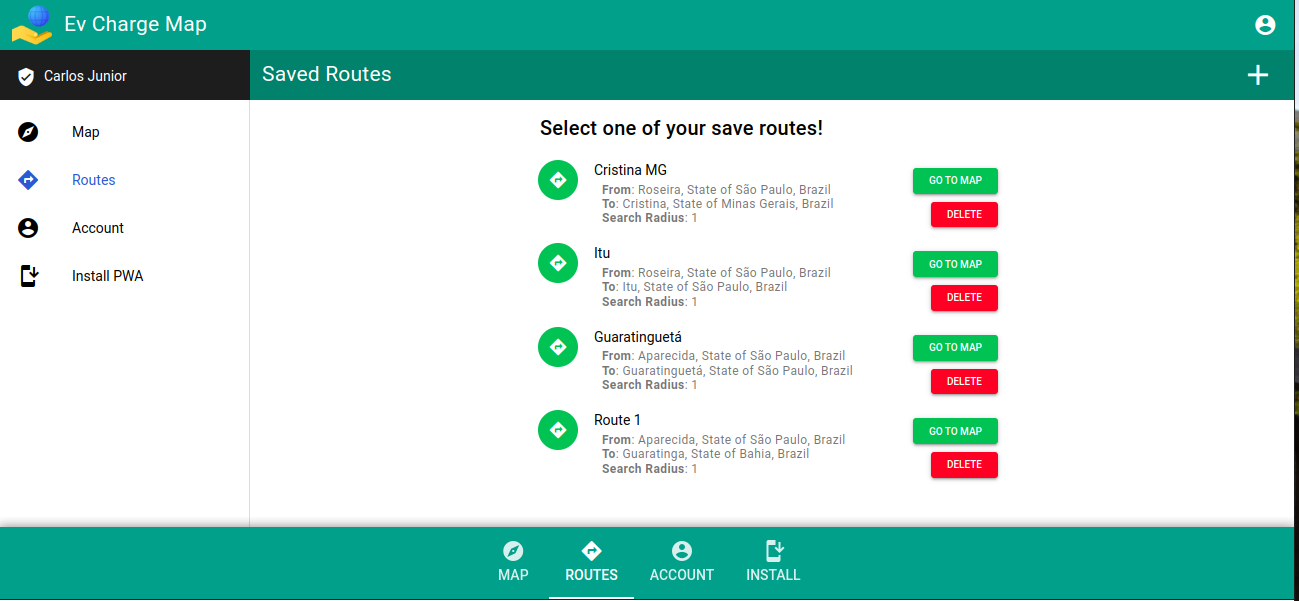 Ev Charge Map
Carlos Junior
Saved Routes
Map
Routes
Account
Install PWA
Select one of your save routes!
Cristina MG
From: Roseira, State of São Paulo, Brazil
To: Cristina, State of Minas Gerais, Brazil
Search Radius: 1
GO TO MAP
DELETE
Itu
From: Roseira, State of São Paulo, Brazil
To: Itu, State of São Paulo, Brazil
Search Radius: 1
GO TO MAP
DELETE
Guaratinguetá
From: Aparecida, State of São Paulo, Brazil
To: Guaratinguetá, State of São Paulo, Brazil
Search Radius: 1
GO TO MAP
DELETE
Route 1
From: Aparecida, State of São Paulo, Brazil
To: Guaratinga, State of Bahia, Brazil
Search Radius: 1
GO TO MAP
DELETE
MAP
ROUTES
ACCOUNT
INSTALL